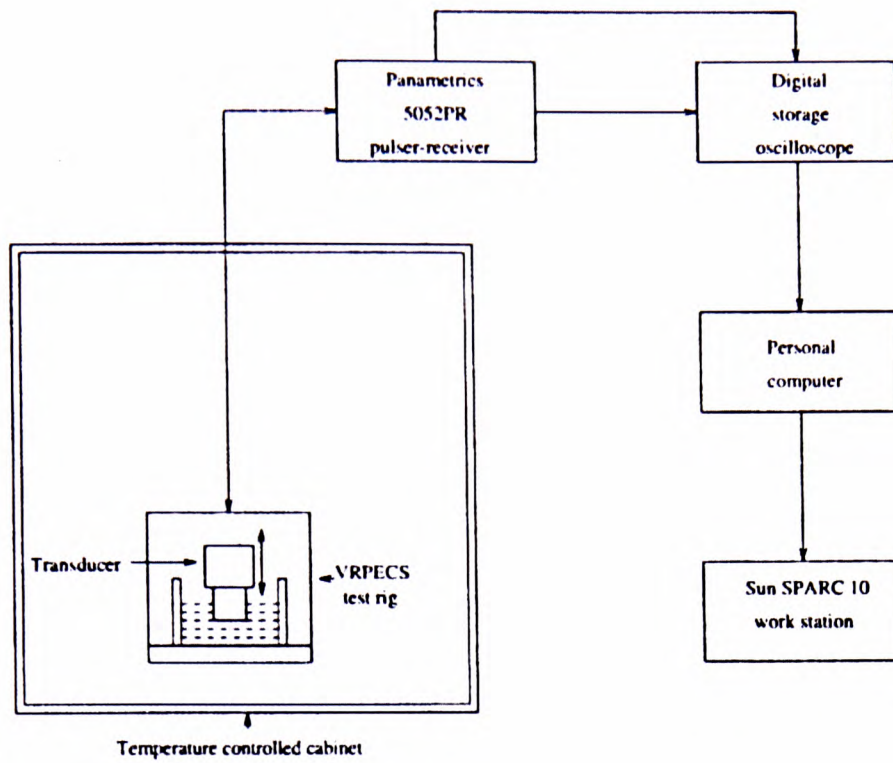 Panametrics
5052PR
pulser-receiver
Digital
storage
oscilloscope
Personal
computer
Transducer
VRPECS
test rig
Sun SPARC 10
work station
Temperature controlled cabinet